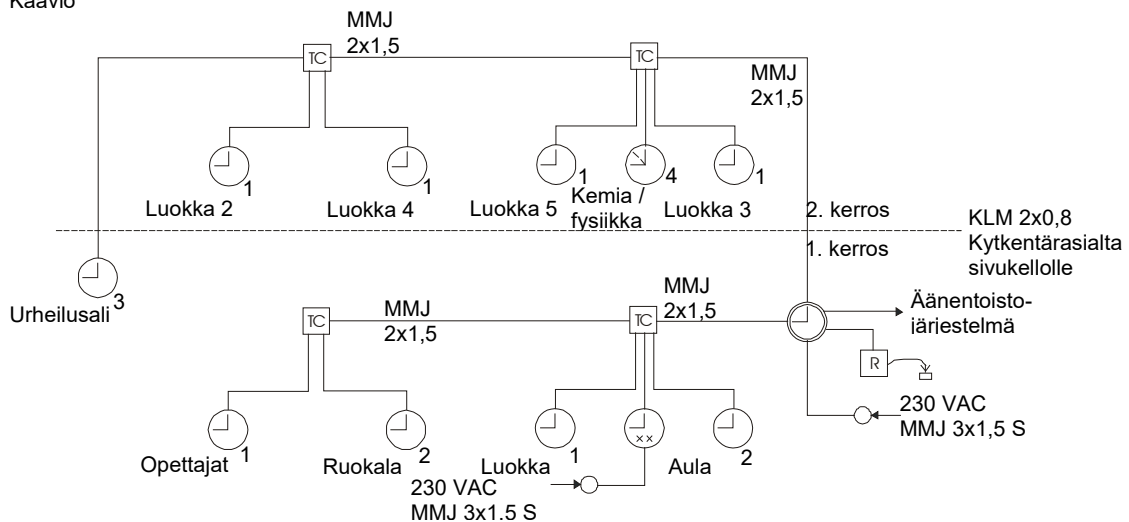 Kaavio
MMJ
2x1,5
TC
TC
MMJ
2x1,5
1
1
1
4
1
Luokka 2
Luokka 4
Luokka 5
Kemia /
fysiikka
Luokka 3
2. kerros
1. kerros
KLM 2x0,8
Kytkentärasialta
sivukellolle
Urheilusali
3
TC
MMJ
2x1,5
TC
MMJ
2x1,5
Äänentoisto-
järjestelmä
R
230 VAC
MMJ 3x1,5 S
1
2
1
x x
2
Opettajat
Ruokala
Luokka
Aula
230 VAC
MMJ 3x1,5 S